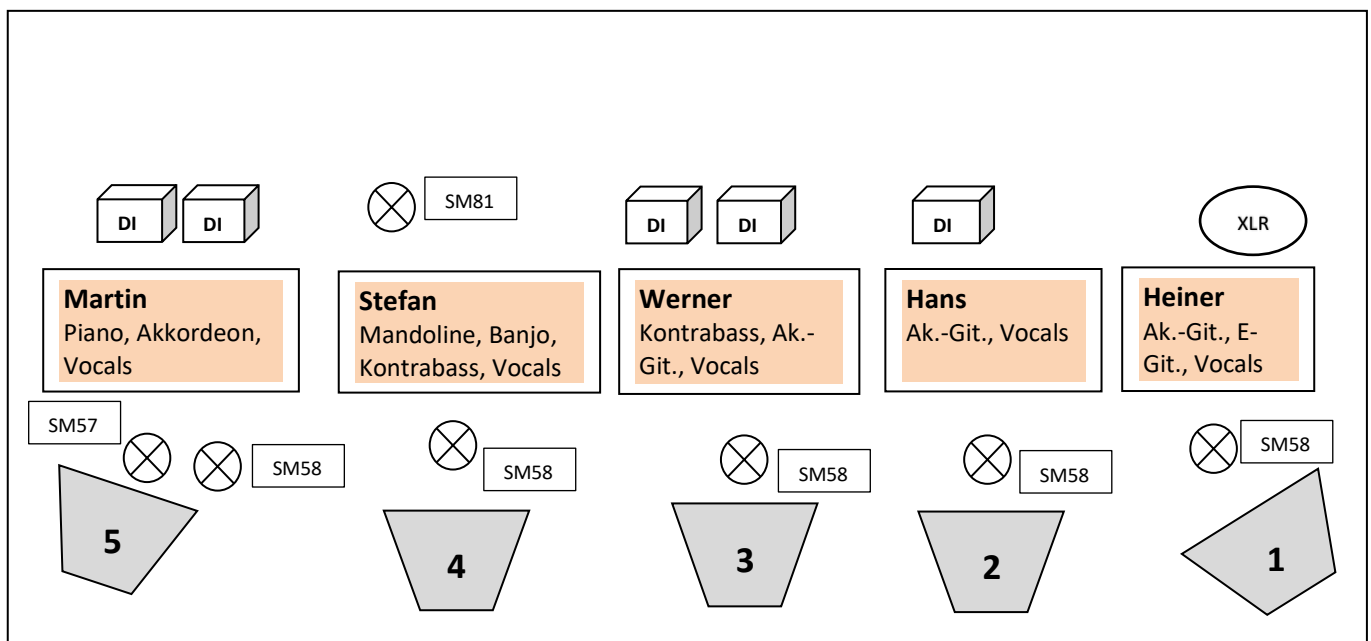 DI
DI
SM81
DI
DI
DI
XLR
Martin
Piano, Akkordeon,
Vocals
Stefan
Mandoline, Banjo,
Kontrabass, Vocals
Werner
Kontrabass, Ak.-
Git., Vocals
Hans
Ak.-Git., Vocals
Heiner
Ak.-Git., E-
Git., Vocals
SM57
SM58
SM58
SM58
SM58
SM58
5
4
3
2
1